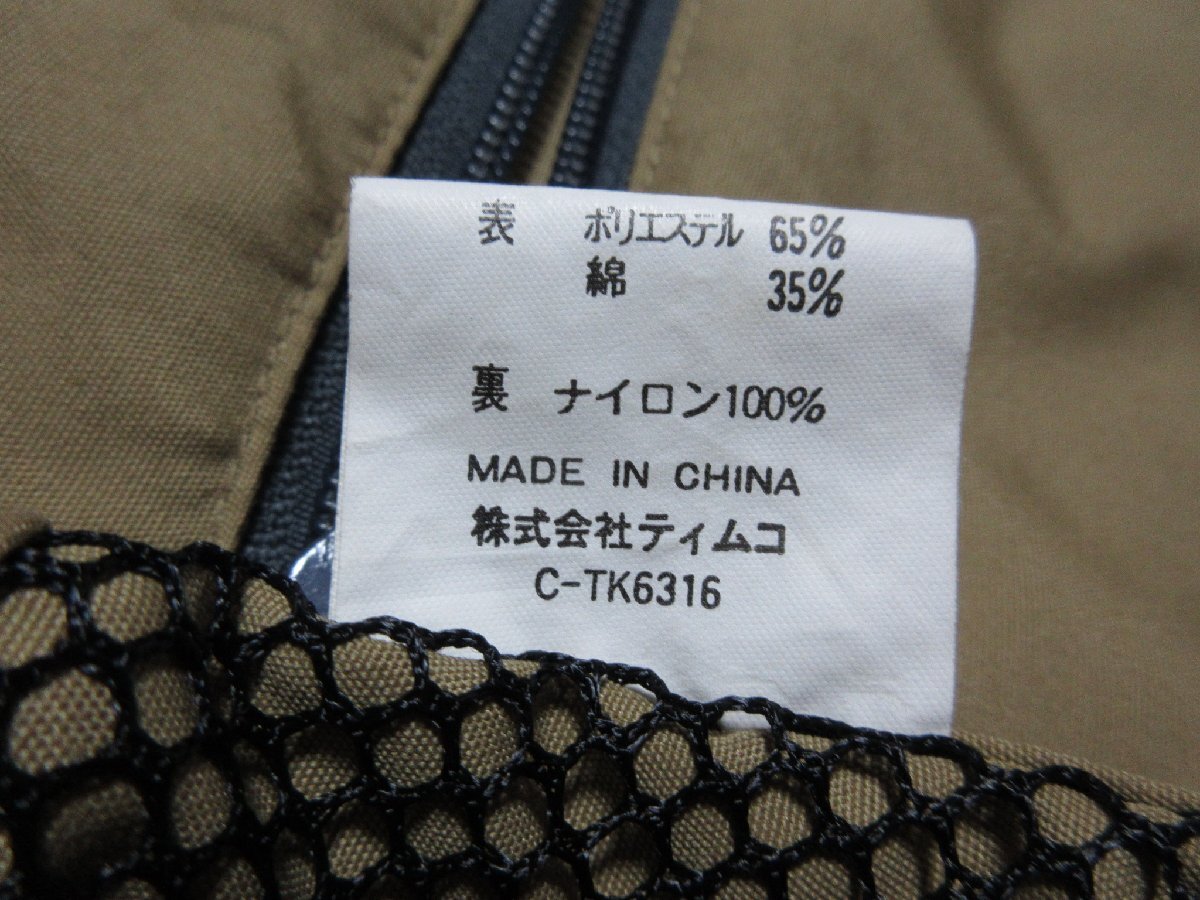 表 ポリエステル 65%
綿 35%
裏 ナイロン100%
MADE IN CHINA
株式会社ティムコ
C-TK6316